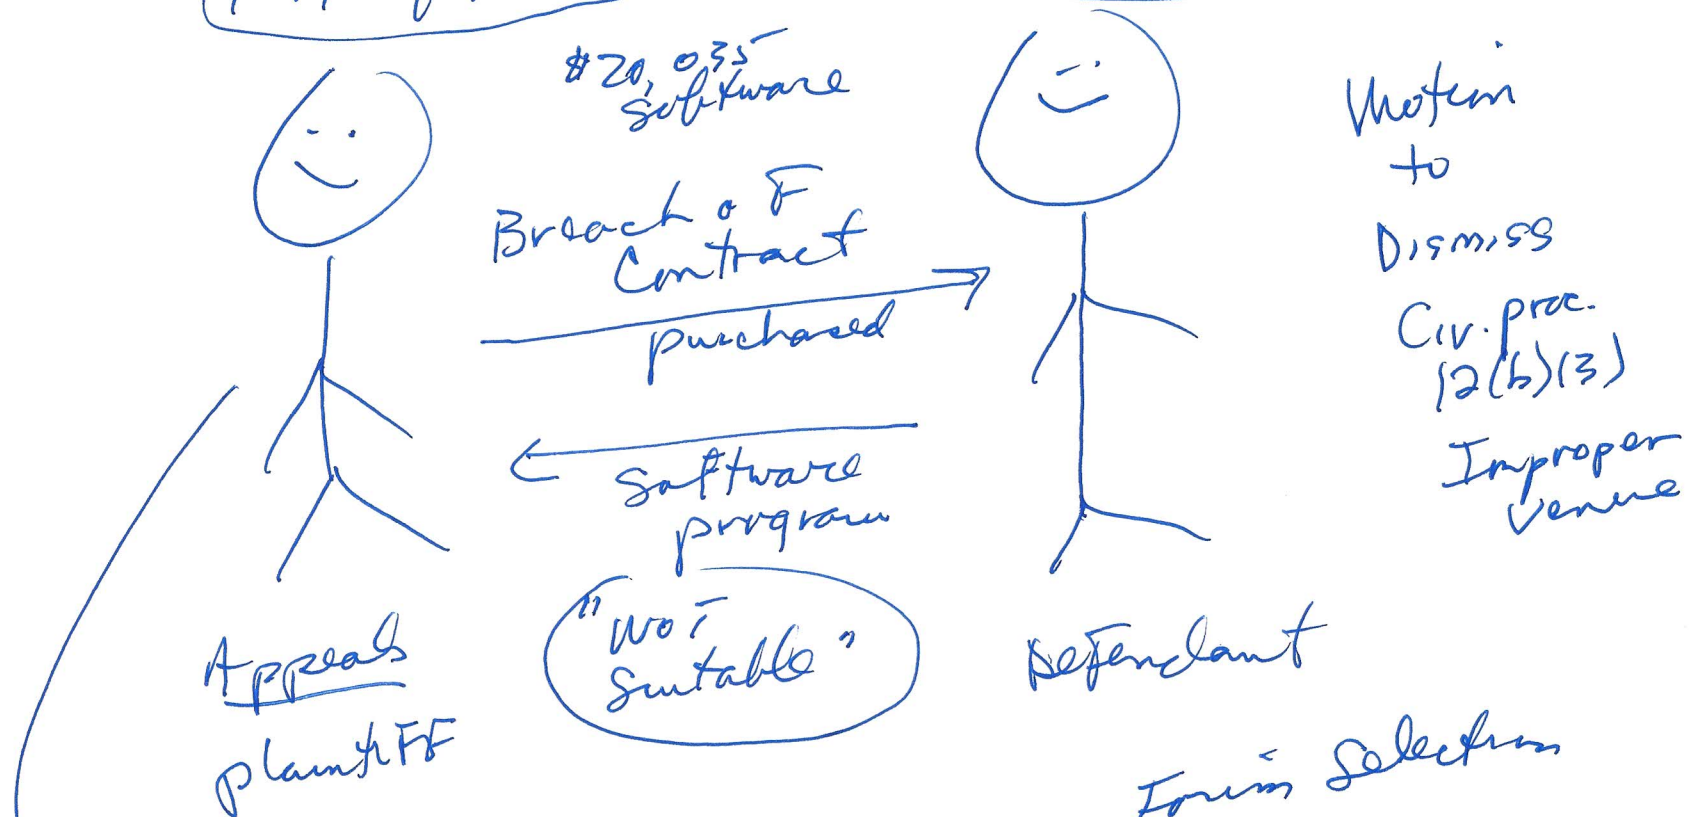 $20,035
software
Breach oF
Contract
purchased
software
program
"NOT
suitable"
Appeals
plaintiFF
DeFendant
Motion
to
Dismiss
Civ. proc.
12(b)(3)
Improper
venue
Forum Selection